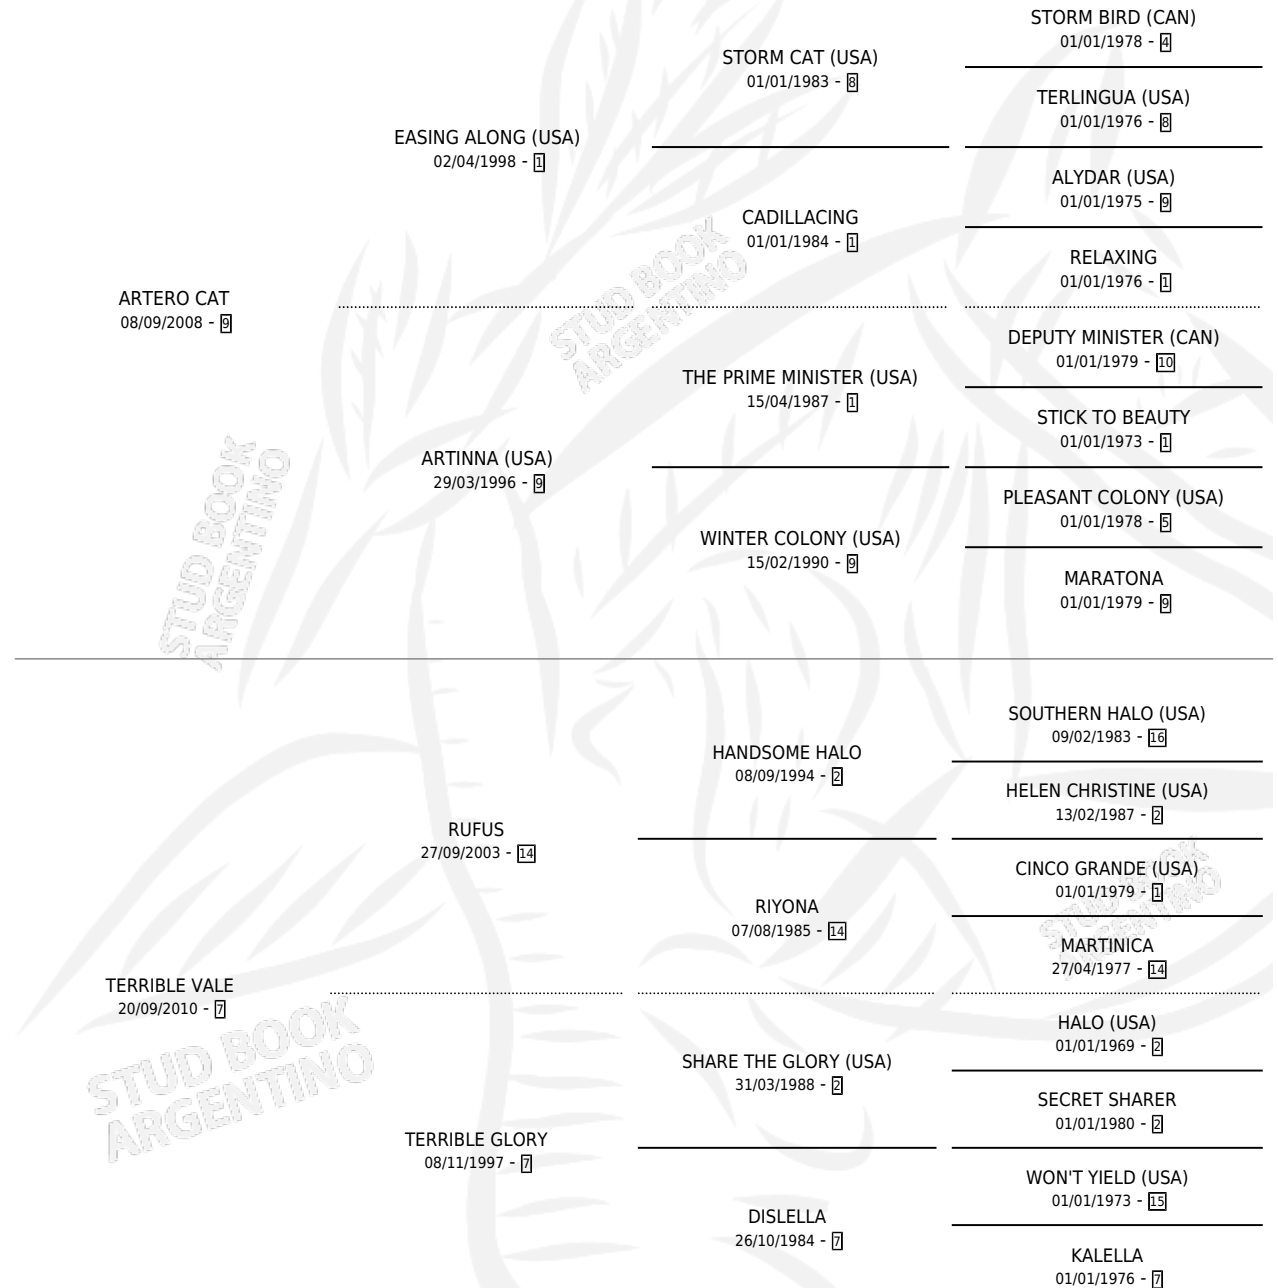 STORM BIRD (CAN)
01/01/1978 - 4
STORM CAT (USA)
01/01/1983 - 8
TERLINGUA (USA)
01/01/1976 - 8
EASING ALONG (USA)
02/04/1998 - 1
ALYDAR (USA)
01/01/1975 - 9
CADILLACING
01/01/1984 - 1
RELAXING
01/01/1976 - 1
ARTERO CAT
08/09/2008 - 9
DEPUTY MINISTER (CAN)
01/01/1979 - 10
THE PRIME MINISTER (USA)
15/04/1987 - 1
STICK TO BEAUTY
01/01/1973 - 1
ARTINNA (USA)
29/03/1996 - 9
PLEASANT COLONY (USA)
01/01/1978 - 5
WINTER COLONY (USA)
15/02/1990 - 9
MARATONA
01/01/1979 - 9
STUD BOOK
ARGENTINO
STUD BOOK
ARGENTINO
SOUTHERN HALO (USA)
09/02/1983 - 16
HANDSOME HALO
08/09/1994 - 2
HELEN CHRISTINE (USA)
13/02/1987 - 2
RUFUS
27/09/2003 - 14
CINCO GRANDE (USA)
01/01/1979 - 1
RIYONA
07/08/1985 - 14
MARTINICA
27/04/1977 - 14
TERRIBLE VALE
20/09/2010 - 7
HALO (USA)
01/01/1969 - 2
SHARE THE GLORY (USA)
31/03/1988 - 2
SECRET SHARER
01/01/1980 - 2
TERRIBLE GLORY
08/11/1997 - 7
WON'T YIELD (USA)
01/01/1973 - 15
DISLELLA
26/10/1984 - 7
KALELLA
01/01/1976 - 7
STUD BOOK
ARGENTINO
STUD BOOK
ARGENTINO